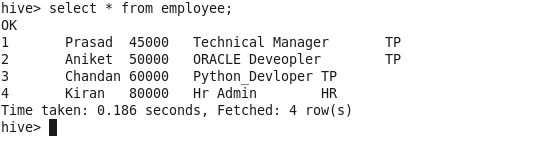 hive> select * from employee;
OK
1	Prasad	45000	Technical Manager	TP
2	Aniket	50000	ORACLE Deveopler	TP
3	Chandan	60000	Python_Devloper	TP
4	Kiran	80000	Hr Admin	HR
Time taken: 0.186 seconds, Fetched: 4 row(s)
hive>